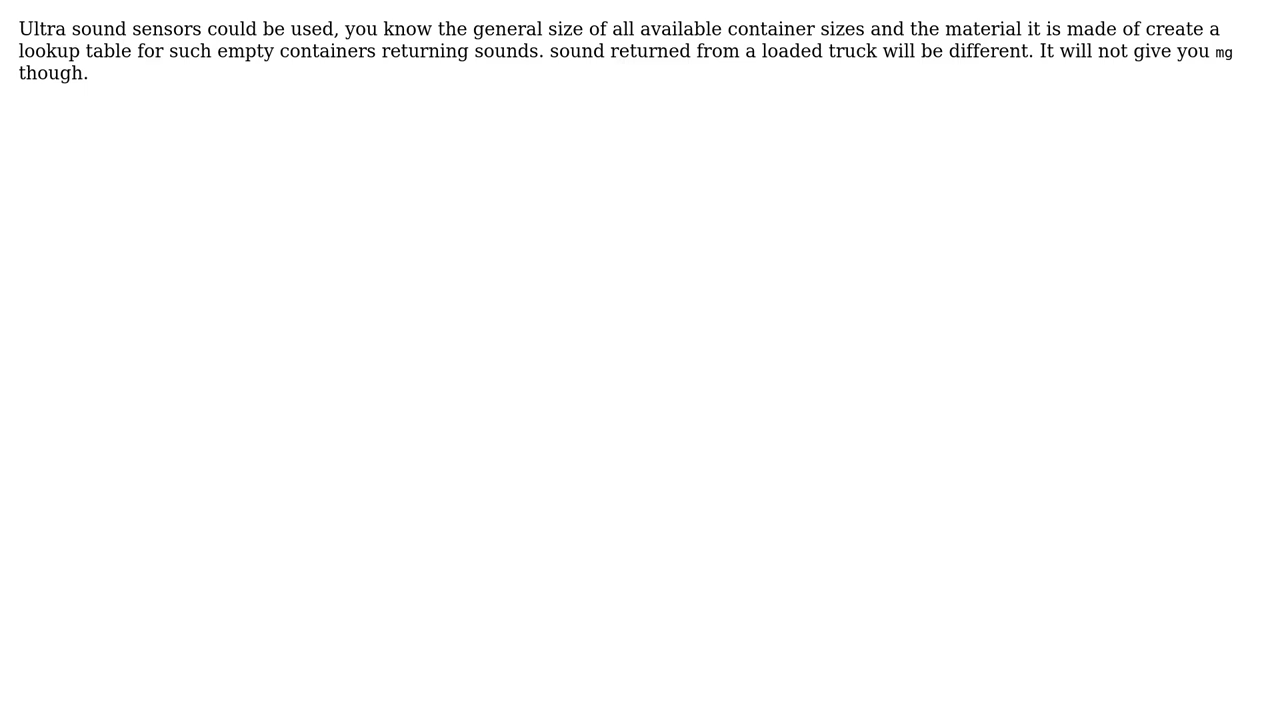 Ultra sound sensors could be used, you know the general size of all available container sizes and the material it is made of create a
lookup table for such empty containers returning sounds. sound returned from a loaded truck will be different. It will not give you mg
though.